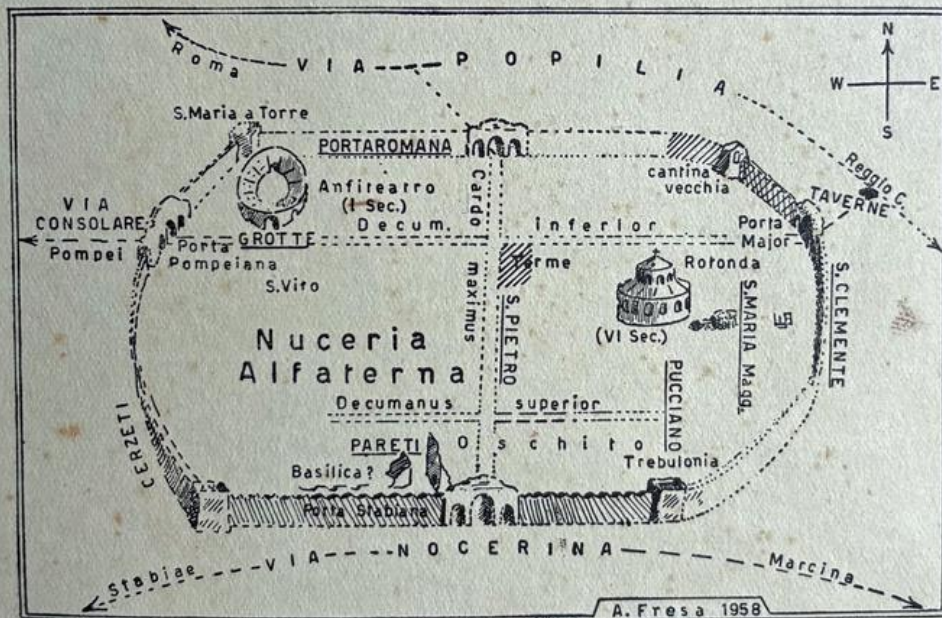 Roma
VIA POPILIA
Reggio C.
N
W E
S
S. Maria a Torre
PORTAROMANA
cantina
vecchia
TAVERNE
VIA
CONSOLARE
Pompei
Anfiteatro
(I Sec.)
GROTTE
Porta
Pompeiana
Decum. inferior
Porta
Major
S. Vito
Cardo maximus
Terme
Rotonda
(VI Sec.)
S. PIETRO
S. MARIA Magg.
S. CLEMENTE
Nuceria
Alfaterna
PUCCIANO
Decumanus superior
CERZETI
PARETI
Oschito
Trebulonia
Basilica?
Porta Stabiana
Stabiae
VIA NOCERINA
Marcina
A. Fresa 1958